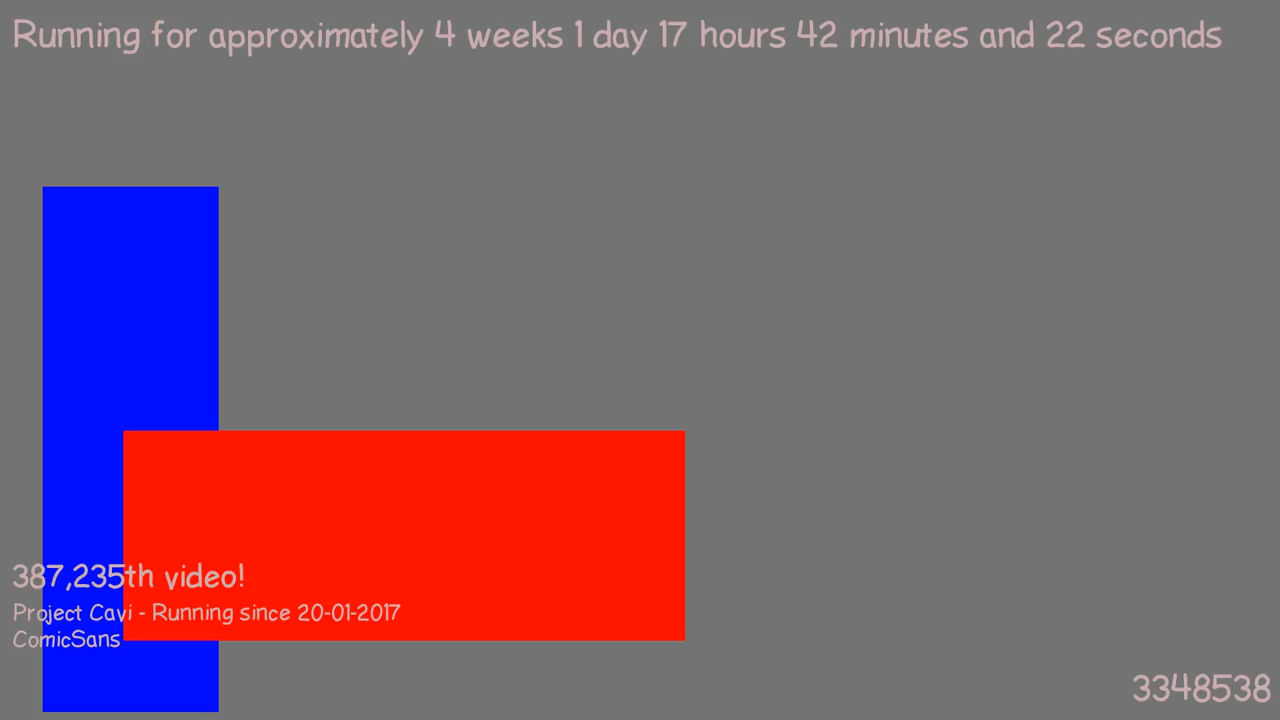 Running for approximately 4 weeks 1 day 17 hours 42 minutes and 22 seconds
387,235th video!
Project Cavi - Running since 20-01-2017
ComicSans
3348538